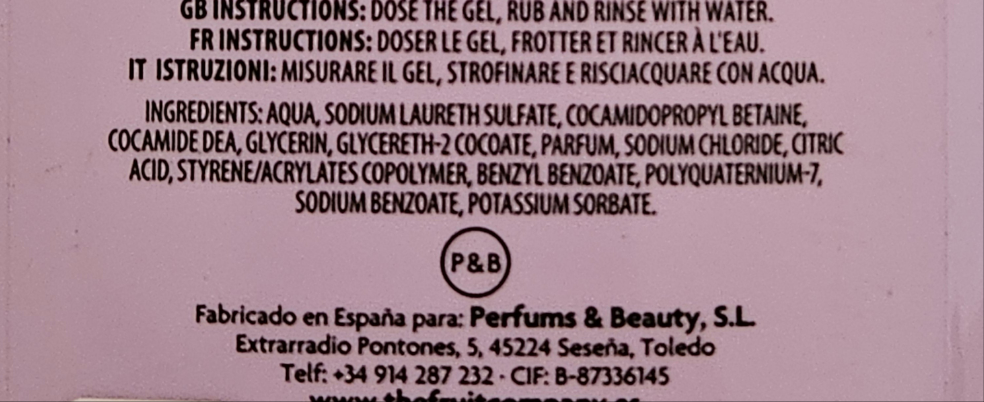 GB INSTRUCTIONS: DOSE THE GEL, RUB AND RINSE WITH WATER.
FR INSTRUCTIONS: DOSER LE GEL, FROTTER ET RINCER À L'EAU.
IT ISTRUZIONI: MISURARE IL GEL, STROFINARE E RISCIACQUARE CON ACQUA.
INGREDIENTS: AQUA, SODIUM LAURETH SULFATE, COCAMIDOPROPYL BETAINE,
COCAMIDE DEA, GLYCERIN, GLYCERETH-2 COCOATE, PARFUM, SODIUM CHLORIDE, CITRIC
ACID, STYRENE/ACRYLATES COPOLYMER, BENZYL BENZOATE, POLYQUATERNIUM-7,
SODIUM BENZOATE, POTASSIUM SORBATE.
P&B
Fabricado en España para: Perfums & Beauty, S.L.
Extrarradio Pontones, 5, 45224 Seseña, Toledo
Telf: +34 914 287 232 · CIF: B-87336145
www.thefruitcompany.es